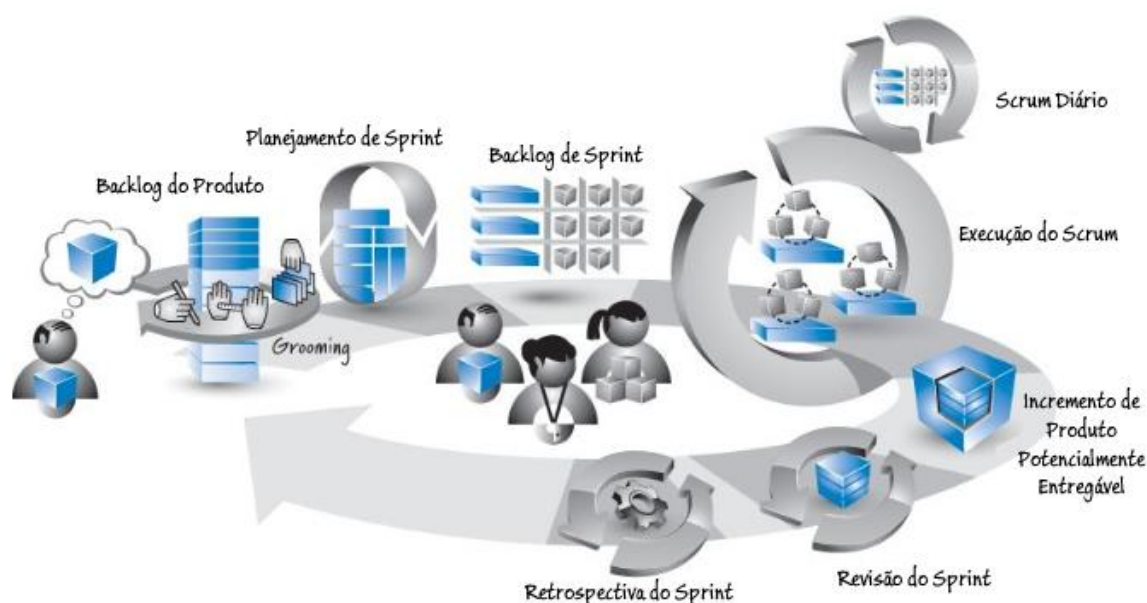 Scrum Diário
Planejamento de Sprint
Backlog de Sprint
Backlog do Produto
Execução do Scrum
Grooming
Incremento de
Produto
Potencialmente
Entregável
Revisão do Sprint
Retrospectiva do Sprint